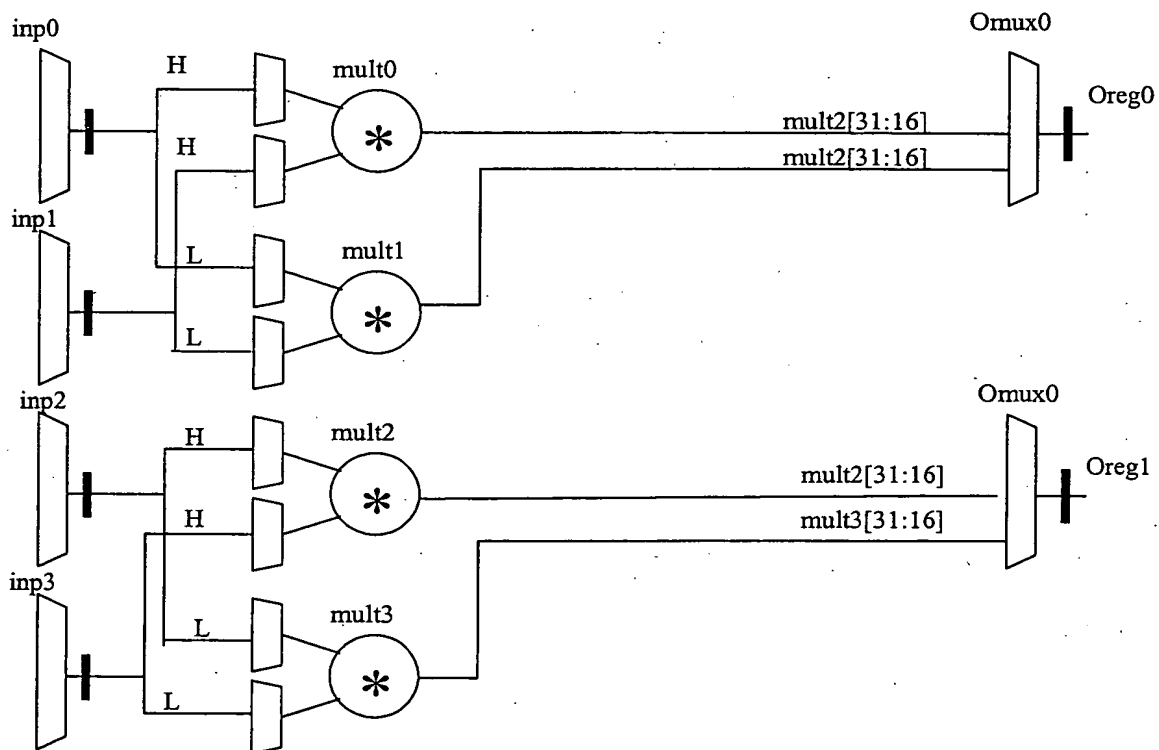 inp0
Omux0
H
mult0
Oreg0
mult2[31:16]
H
mult2[31:16]
*
inp1
L
mult1
*
L
inp2
Omux0
H
mult2
Oreg1
mult2[31:16]
*
H
mult3[31:16]
inp3
L
mult3
*
L